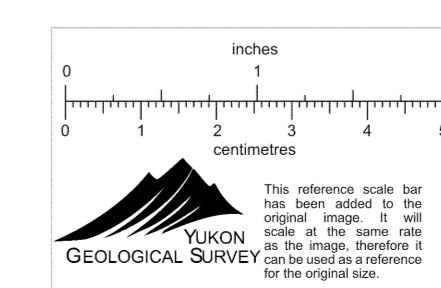 inches
0 1
0 1 2 3 4 5
centimetres
YUKON
GEOLOGICAL SURVEY
This reference scale bar
has been added to the
original image. It will
scale at the same rate
as the image, therefore it
can be used as a reference
for the original size.